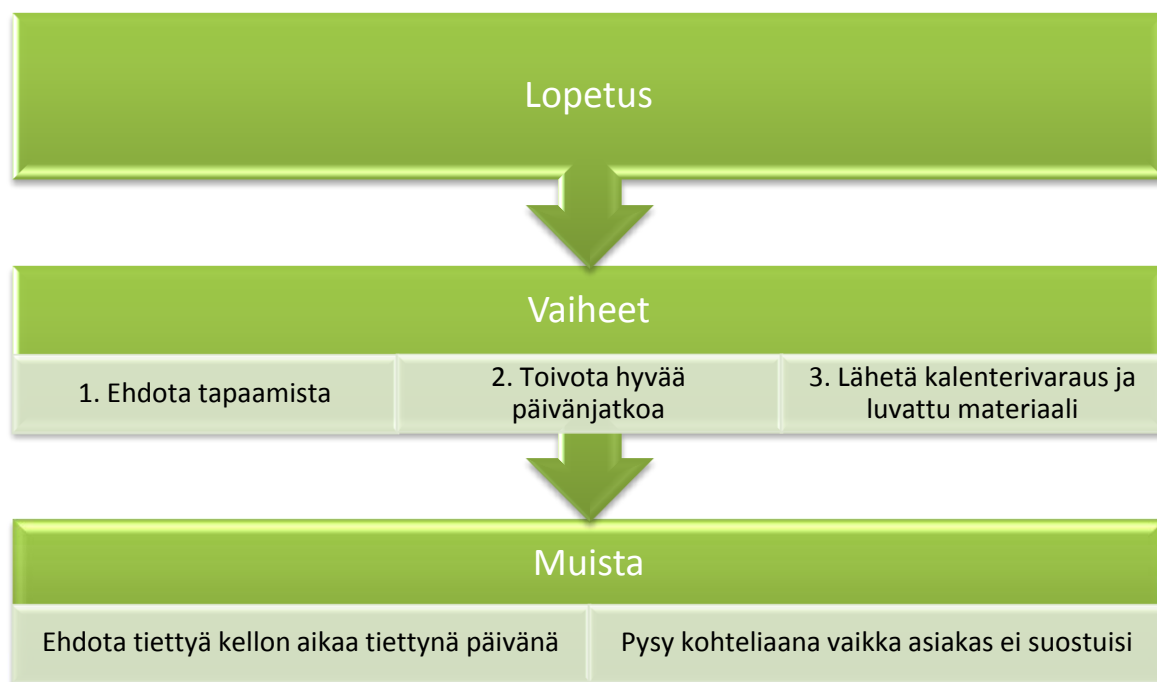 Lopetus
Vaiheet
1. Ehdota tapaamista
2. Toivota hyvää
päivänjatkoa
3. Lähetä kalenterivaraus ja
luvattu materiaali
Muista
Ehdota tiettyä kellon aikaa tiettynä päivänä
Pysy kohteliaana vaikka asiakas ei suostuisi